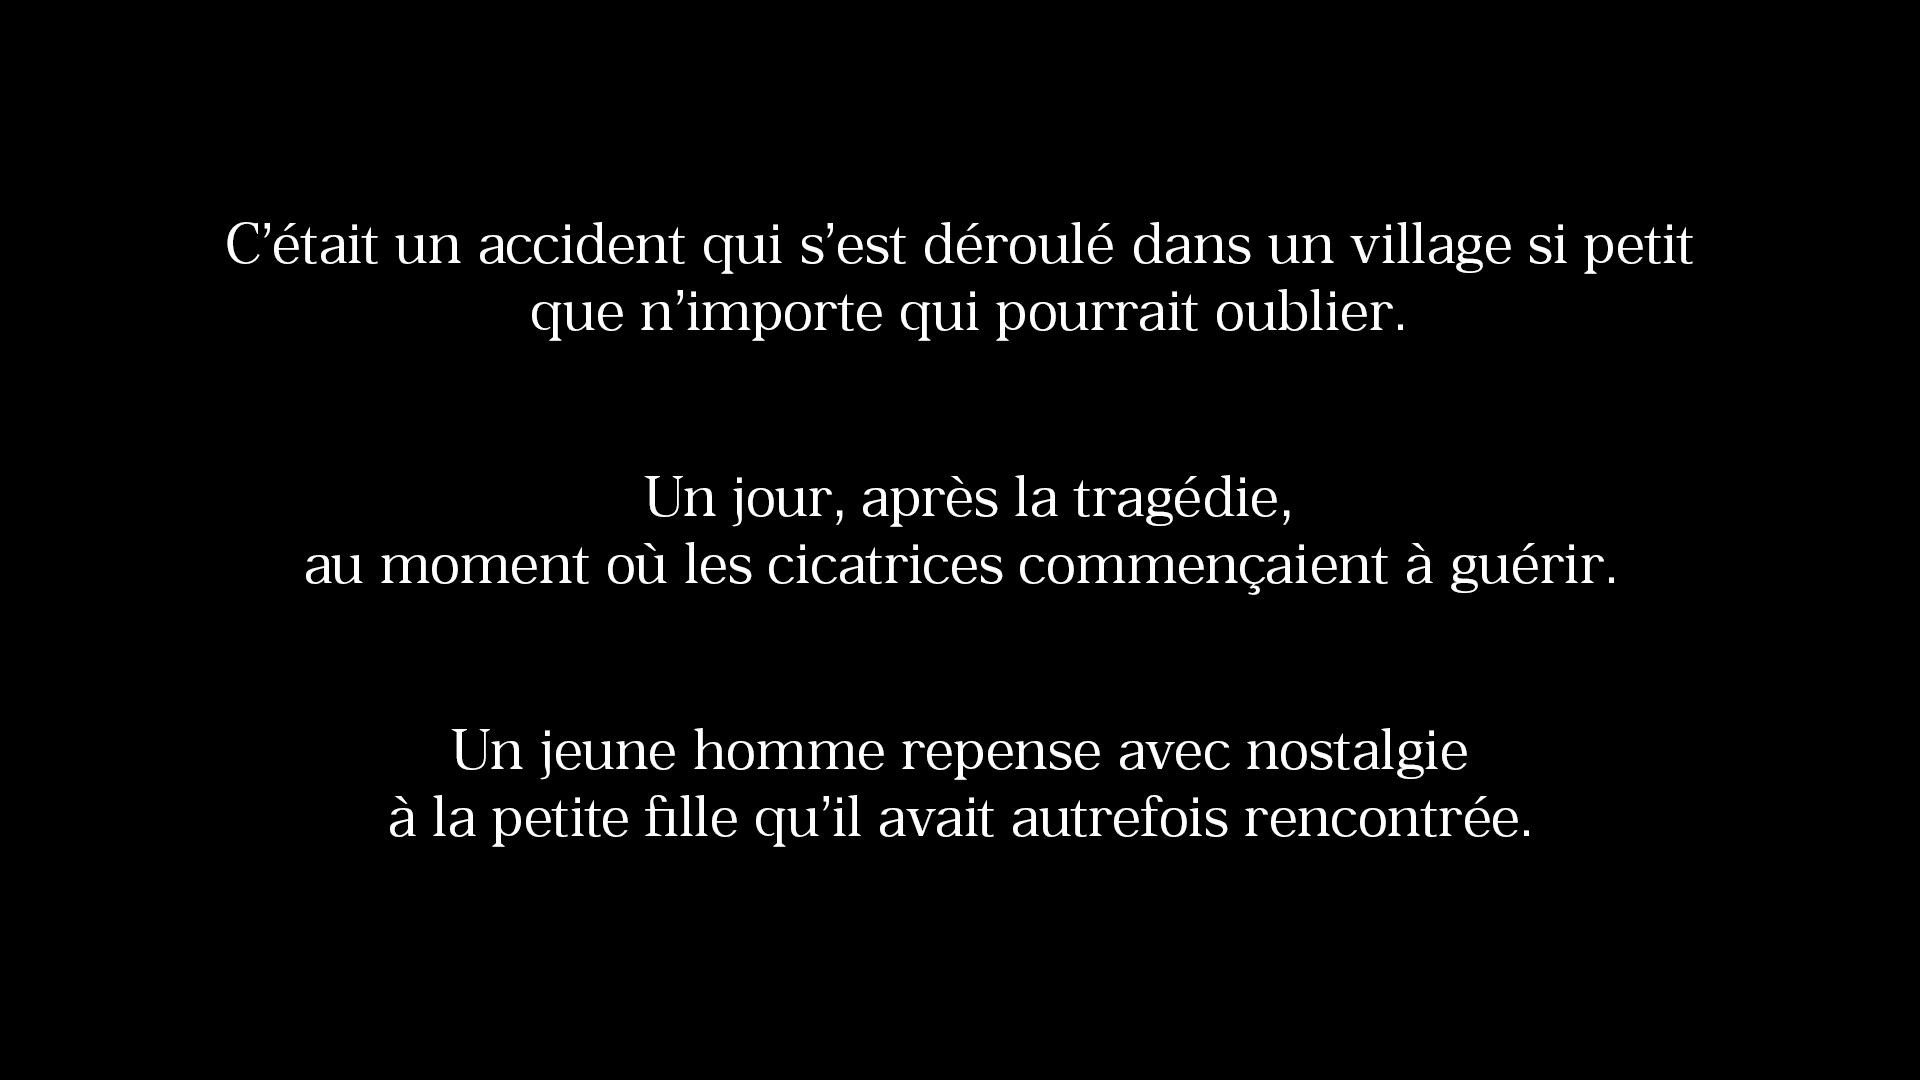 C’était un accident qui s’est déroulé dans un village si petit
que n’importe qui pourrait oublier.
Un jour, après la tragédie,
au moment où les cicatrices commençaient à guérir.
Un jeune homme repense avec nostalgie
à la petite fille qu’il avait autrefois rencontrée.